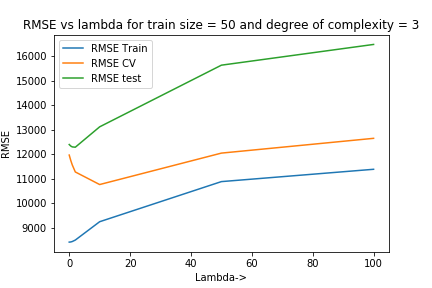 RMSE vs lambda for train size = 50 and degree of complexity = 3
RMSE Train
RMSE CV
RMSE test
16000
15000
14000
13000
12000
11000
10000
9000
RMSE
0 20 40 60 80 100
Lambda->